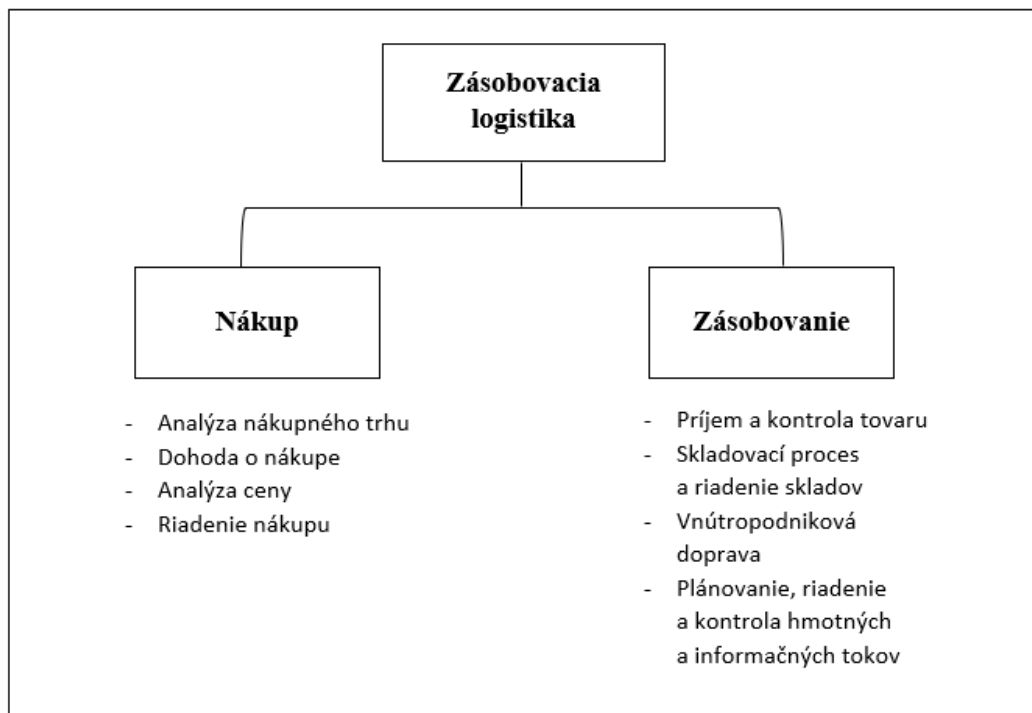 Zásobovacia
logistika
Nákup
- Analýza nákupného trhu
- Dohoda o nákupe
- Analýza ceny
- Riadenie nákupu
Zásobovanie
- Príjem a kontrola tovaru
- Skladovací proces
a riadenie skladov
- Vnútropodniková
doprava
- Plánovanie, riadenie
a kontrola hmotných
a informačných tokov